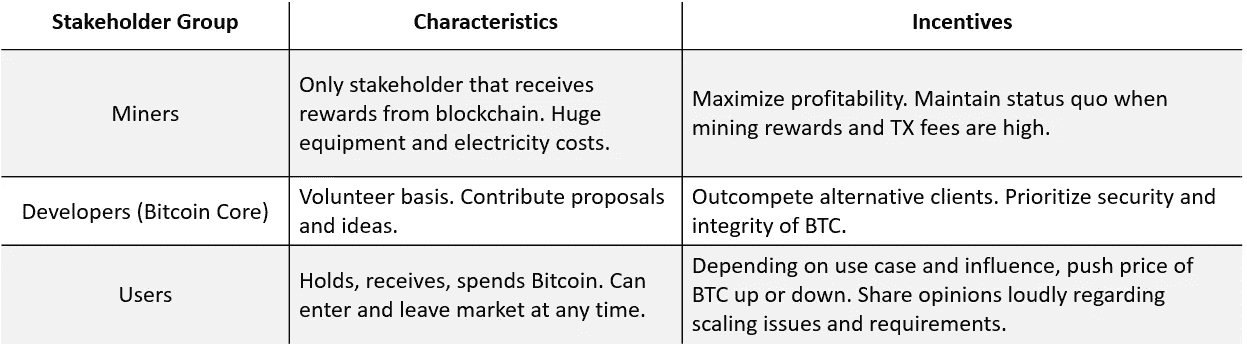 Stakeholder Group
Characteristics
Incentives
Miners
Only stakeholder that receives
rewards from blockchain. Huge
equipment and electricity costs.
Maximize profitability. Maintain status quo when
mining rewards and TX fees are high.
Developers (Bitcoin Core)
Volunteer basis. Contribute proposals
and ideas.
Outcompete alternative clients. Prioritize security and
integrity of BTC.
Users
Holds, receives, spends Bitcoin. Can
enter and leave market at any time.
Depending on use case and influence, push price of
BTC up or down. Share opinions loudly regarding
scaling issues and requirements.